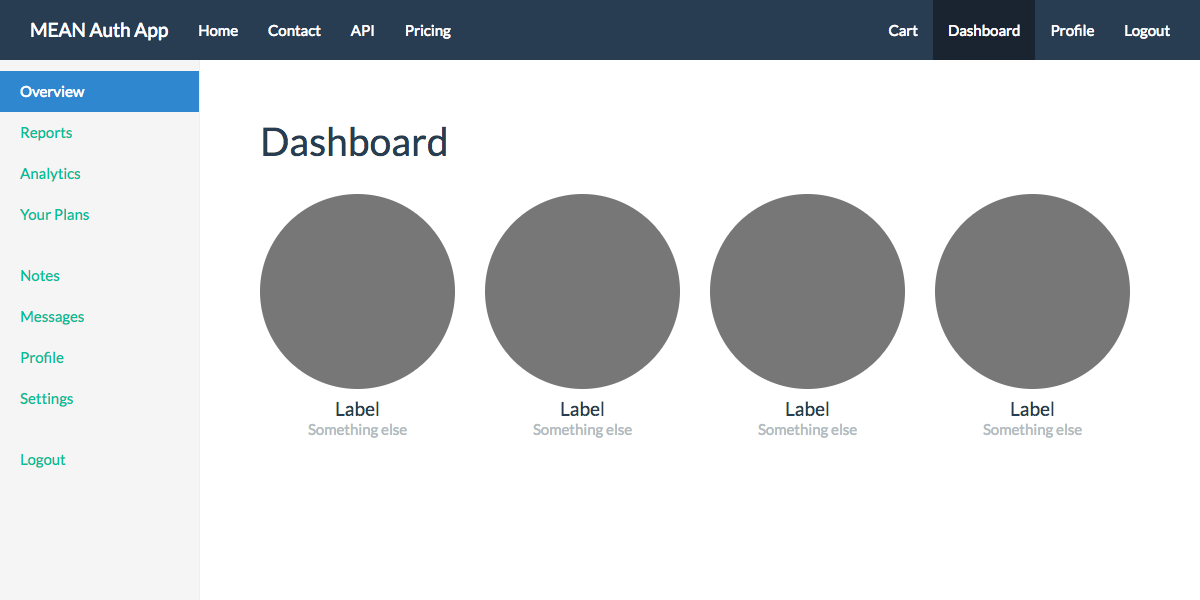 MEAN Auth App Home Contact API Pricing Cart Dashboard Profile Logout
Overview
Reports
Analytics
Your Plans
Notes
Messages
Profile
Settings
Logout
Dashboard
Label Label Label Label
Something else Something else Something else Something else